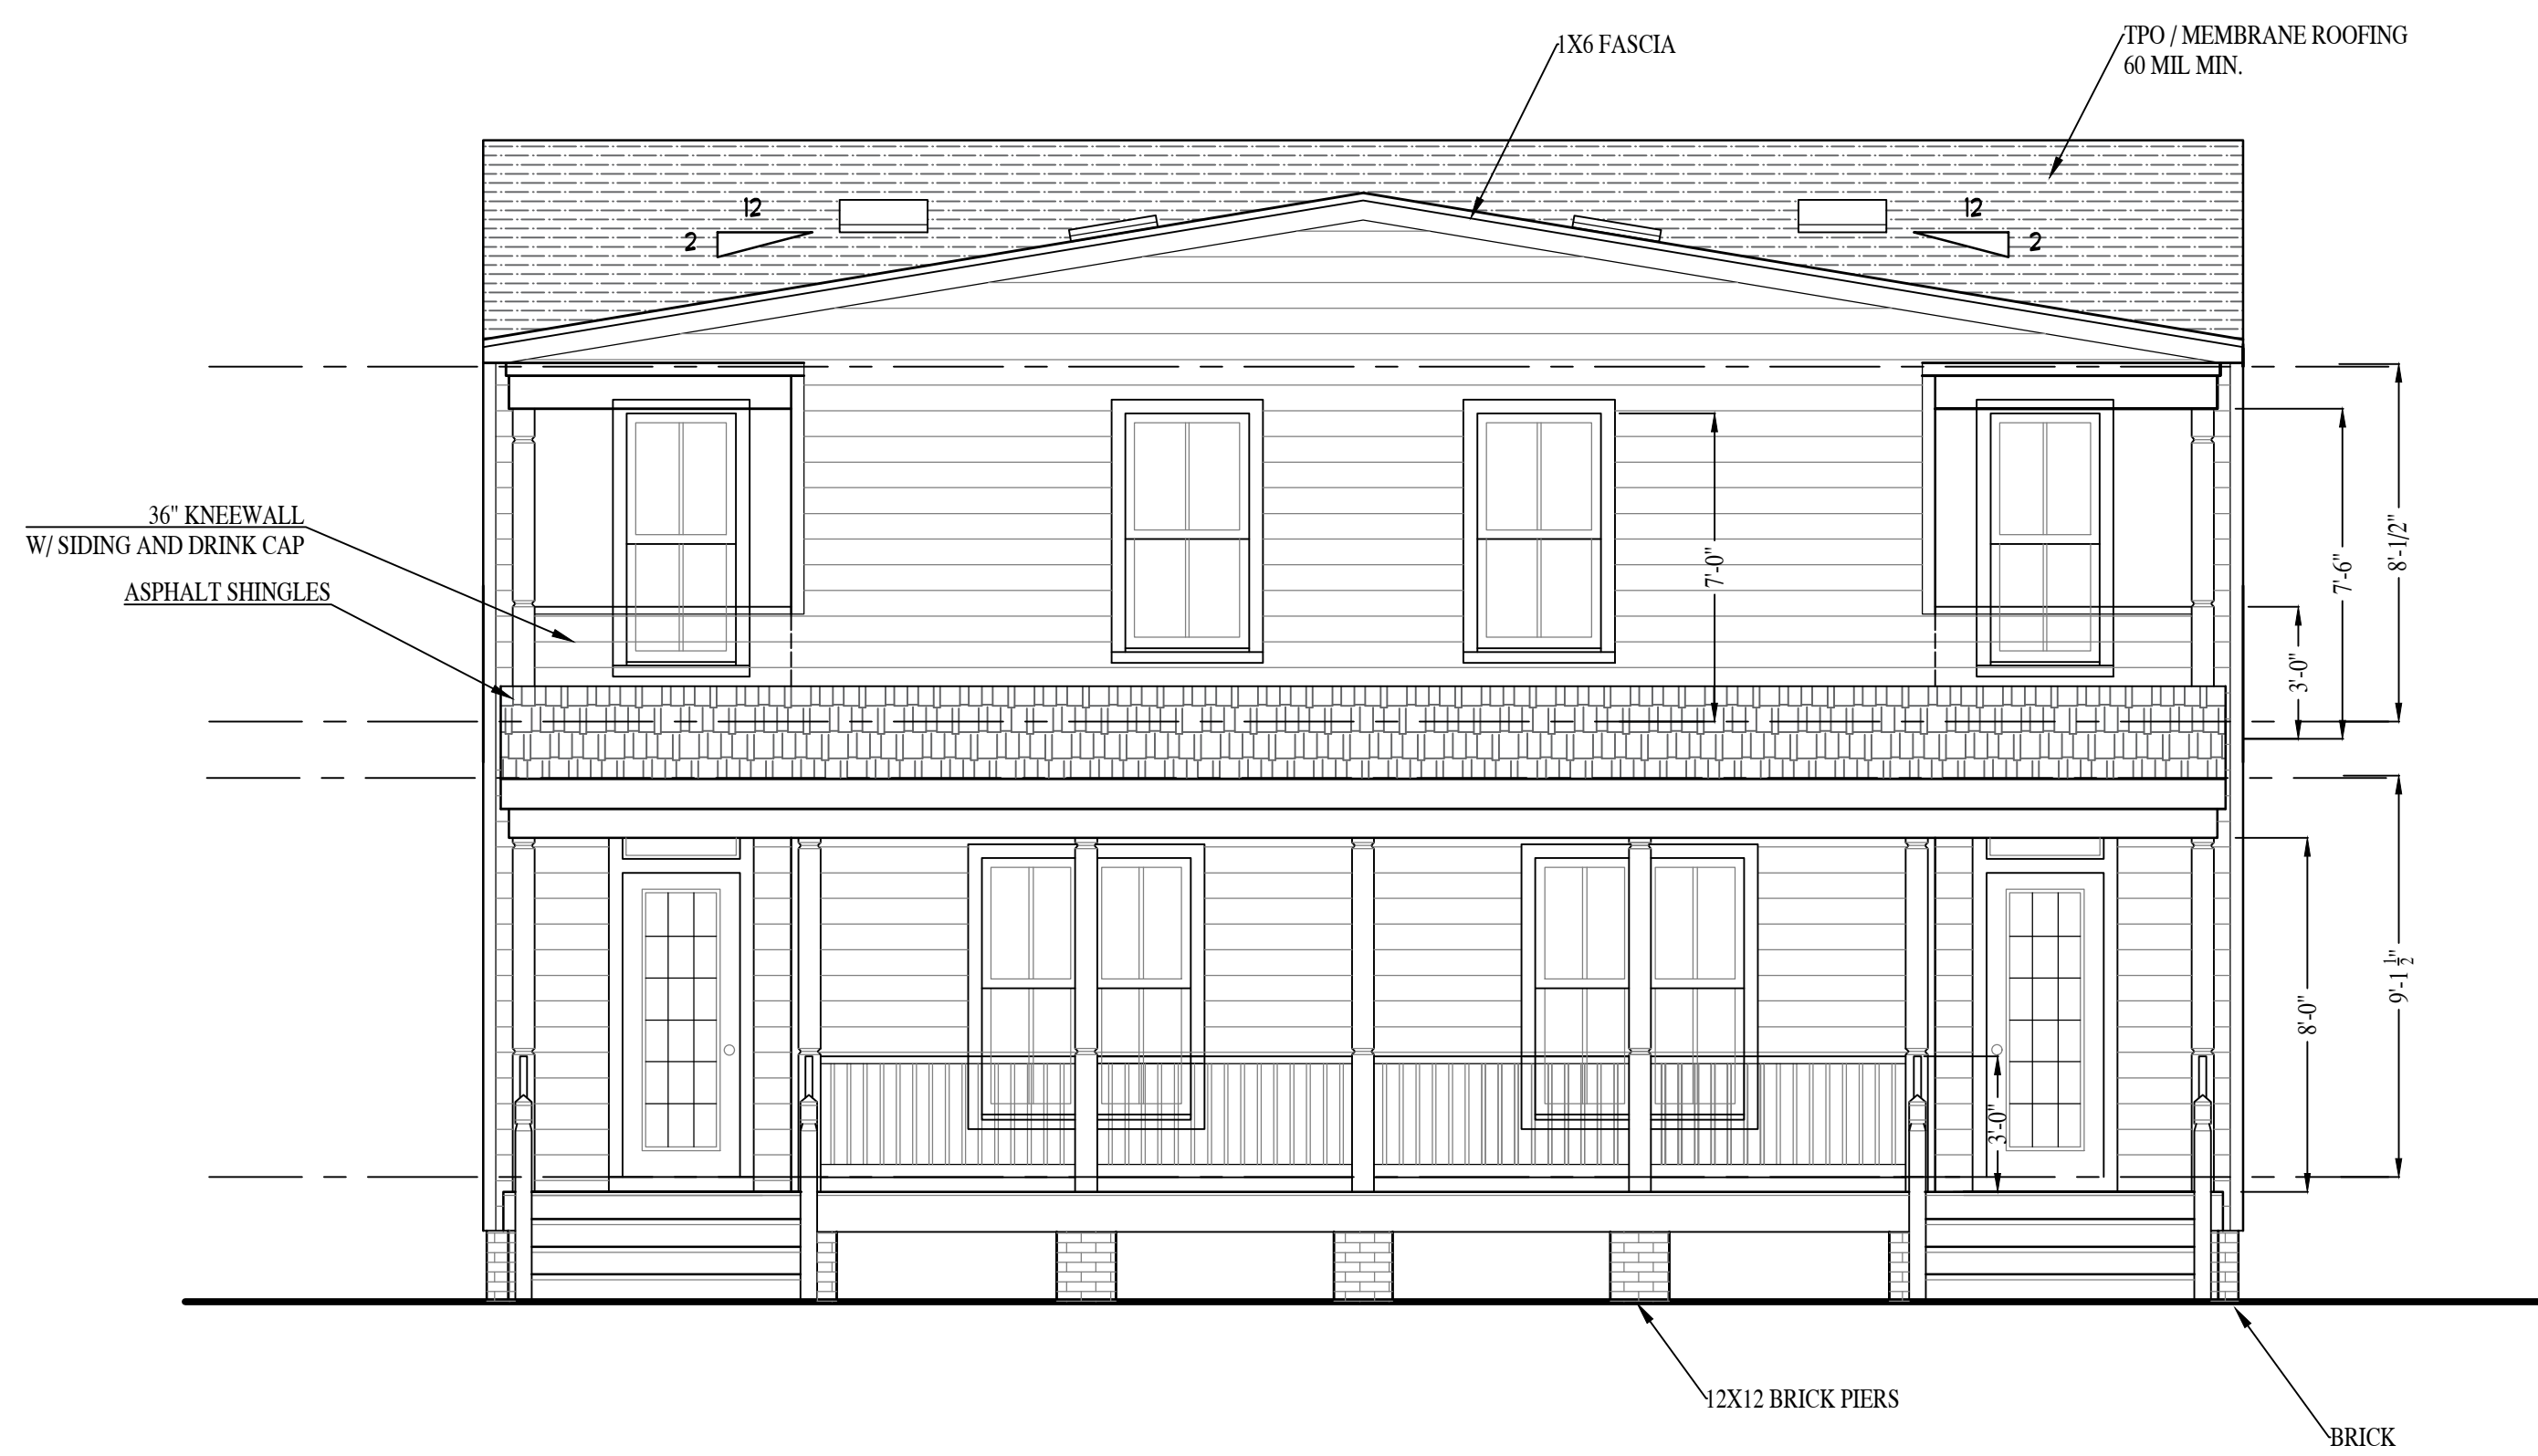 1X6 FASCIA
TPO / MEMBRANE ROOFING
60 MIL MIN.
12
2
12
2
36" KNEEWALL
W/ SIDING AND DRINK CAP
ASPHALT SHINGLES
7'-0"
8'-1/2"
7'-6"
3'-0"
9'-1 1/2"
8'-0"
3'-0"
12X12 BRICK PIERS
BRICK